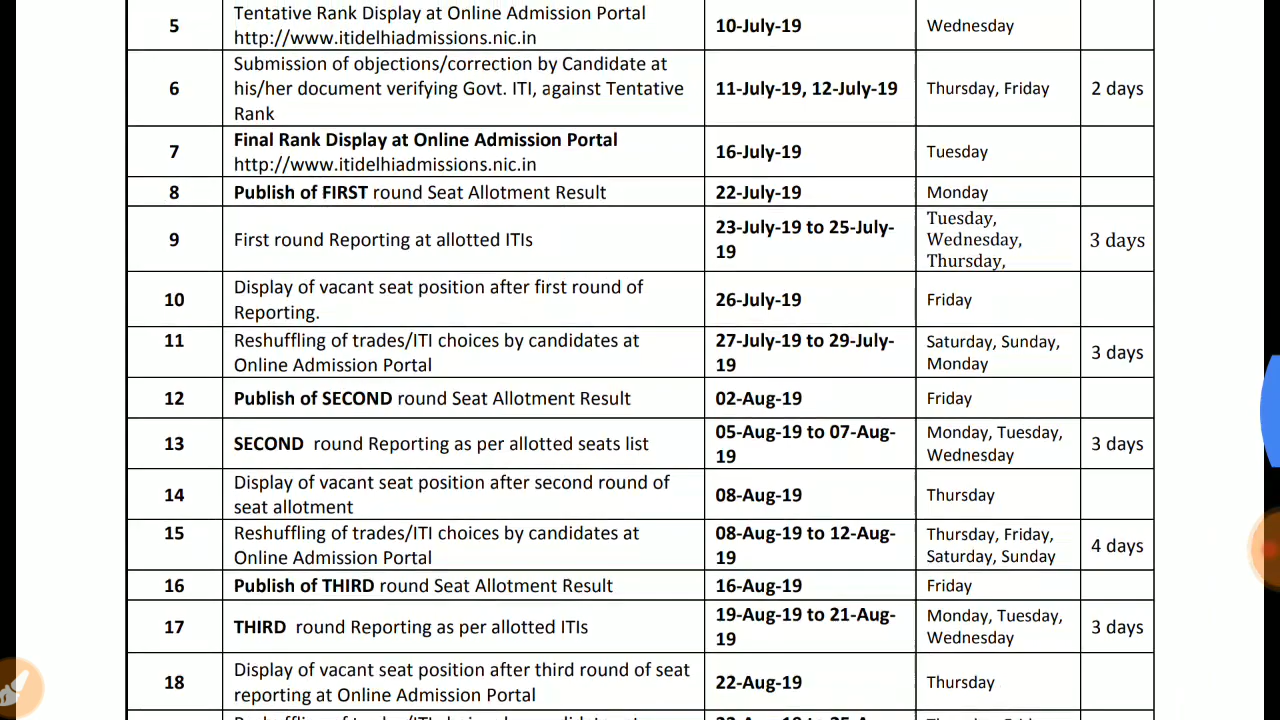 5
Tentative Rank Display at Online Admission Portal
http://www.itidelhiadmissions.nic.in
10-July-19
Wednesday
6
Submission of objections/correction by Candidate at
his/her document verifying Govt. ITI, against Tentative
Rank
11-July-19, 12-July-19
Thursday, Friday
2 days
7
Final Rank Display at Online Admission Portal
http://www.itidelhiadmissions.nic.in
16-July-19
Tuesday
8
Publish of FIRST round Seat Allotment Result
22-July-19
Monday
9
First round Reporting at allotted ITIs
23-July-19 to 25-July-
19
Tuesday,
Wednesday,
Thursday,
3 days
10
Display of vacant seat position after first round of
Reporting.
26-July-19
Friday
11
Reshuffling of trades/ITI choices by candidates at
Online Admission Portal
27-July-19 to 29-July-
19
Saturday, Sunday,
Monday
3 days
12
Publish of SECOND round Seat Allotment Result
02-Aug-19
Friday
13
SECOND round Reporting as per allotted seats list
05-Aug-19 to 07-Aug-
19
Monday, Tuesday,
Wednesday
3 days
14
Display of vacant seat position after second round of
seat allotment
08-Aug-19
Thursday
15
Reshuffling of trades/ITI choices by candidates at
Online Admission Portal
08-Aug-19 to 12-Aug-
19
Thursday, Friday,
Saturday, Sunday
4 days
16
Publish of THIRD round Seat Allotment Result
16-Aug-19
Friday
17
THIRD round Reporting as per allotted ITIs
19-Aug-19 to 21-Aug-
19
Monday, Tuesday,
Wednesday
3 days
18
Display of vacant seat position after third round of seat
reporting at Online Admission Portal
22-Aug-19
Thursday